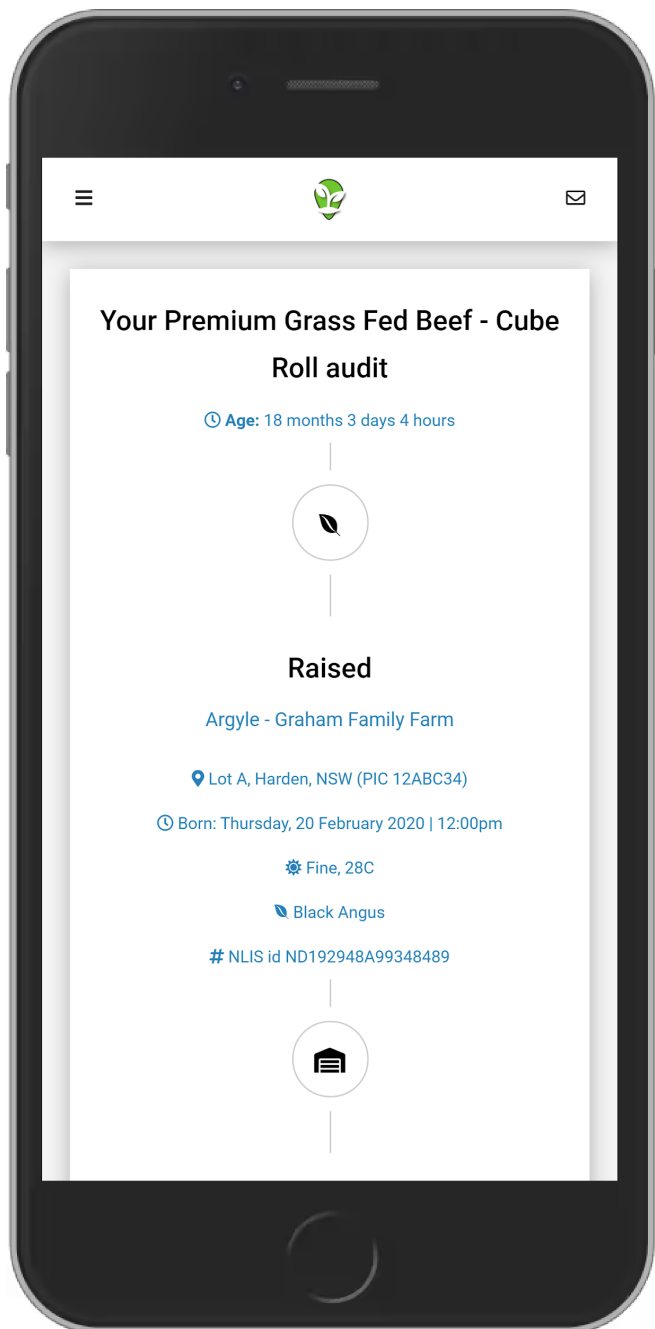 Your Premium Grass Fed Beef - Cube
Roll audit
Age: 18 months 3 days 4 hours
Raised
Argyle - Graham Family Farm
Lot A, Harden, NSW (PIC 12ABC34)
Born: Thursday, 20 February 2020 | 12:00pm
Fine, 28C
Black Angus
# NLIS id ND192948A99348489